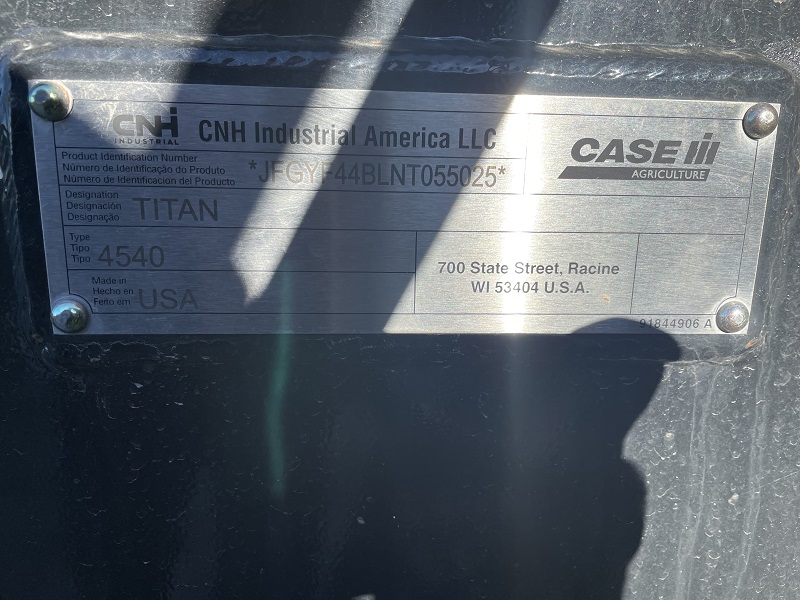 CNH
INDUSTRIAL
CNH Industrial America LLC
Product Identification Number
Número de Identificação do Produto
Número de Identificación del Producto
*JFGYF44BLNT055025*
CASE IH
AGRICULTURE
Designation
Designación
Designação
TITAN
Type
Tipo
Tipo
4540
Made in
Hecho en
Feito em
USA
700 State Street, Racine
WI 53404 U.S.A.
91844906 A